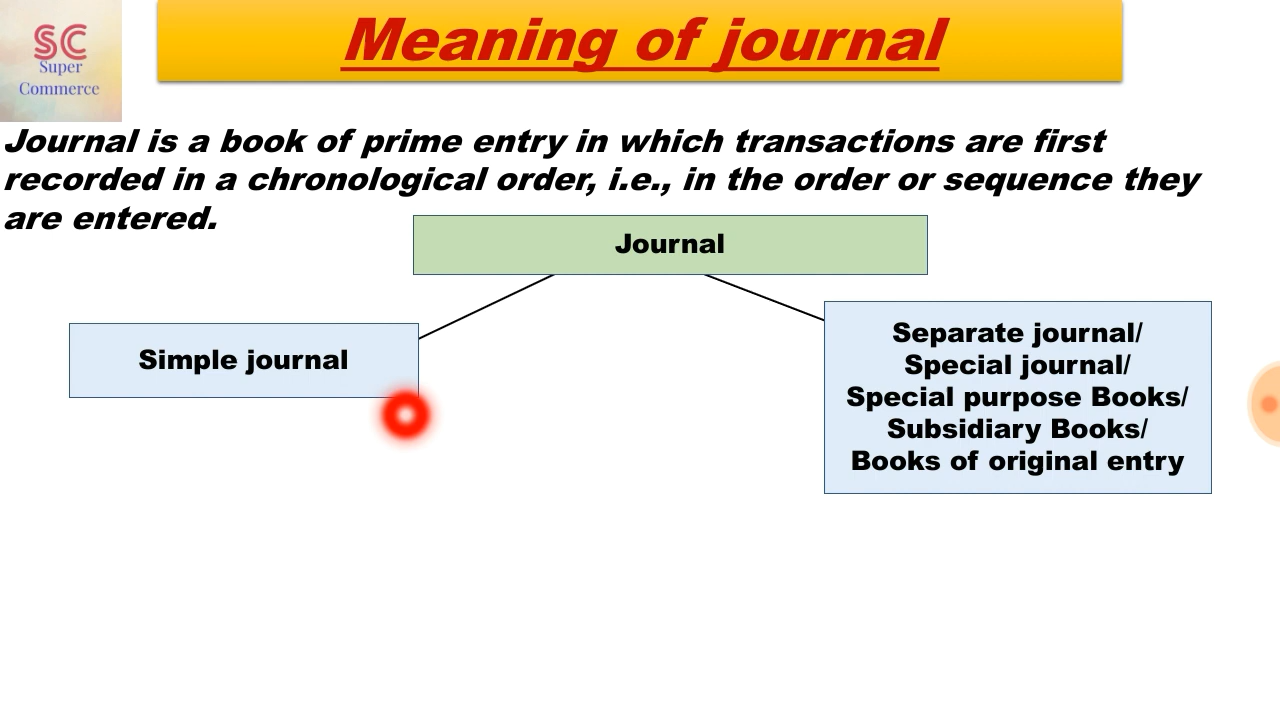 SC
Super
Commerce
Meaning of journal
Journal is a book of prime entry in which transactions are first
recorded in a chronological order, i.e., in the order or sequence they
are entered.
Journal
Simple journal
Separate journal/
Special journal/
Special purpose Books/
Subsidiary Books/
Books of original entry